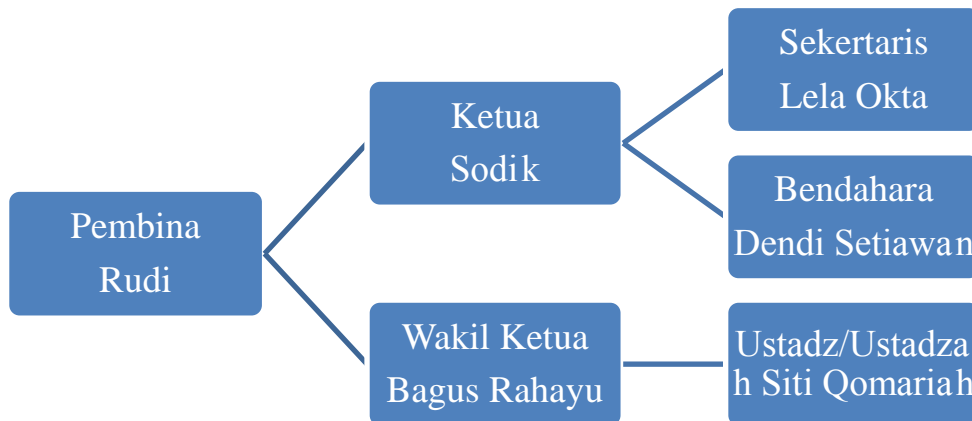 Pembina
Rudi
Ketua
Sodik
Wakil Ketua
Bagus Rahayu
Sekertaris
Lela Okta
Bendahara
Dendi Setiawan
Ustadz/Ustadza
h Siti Qomariah